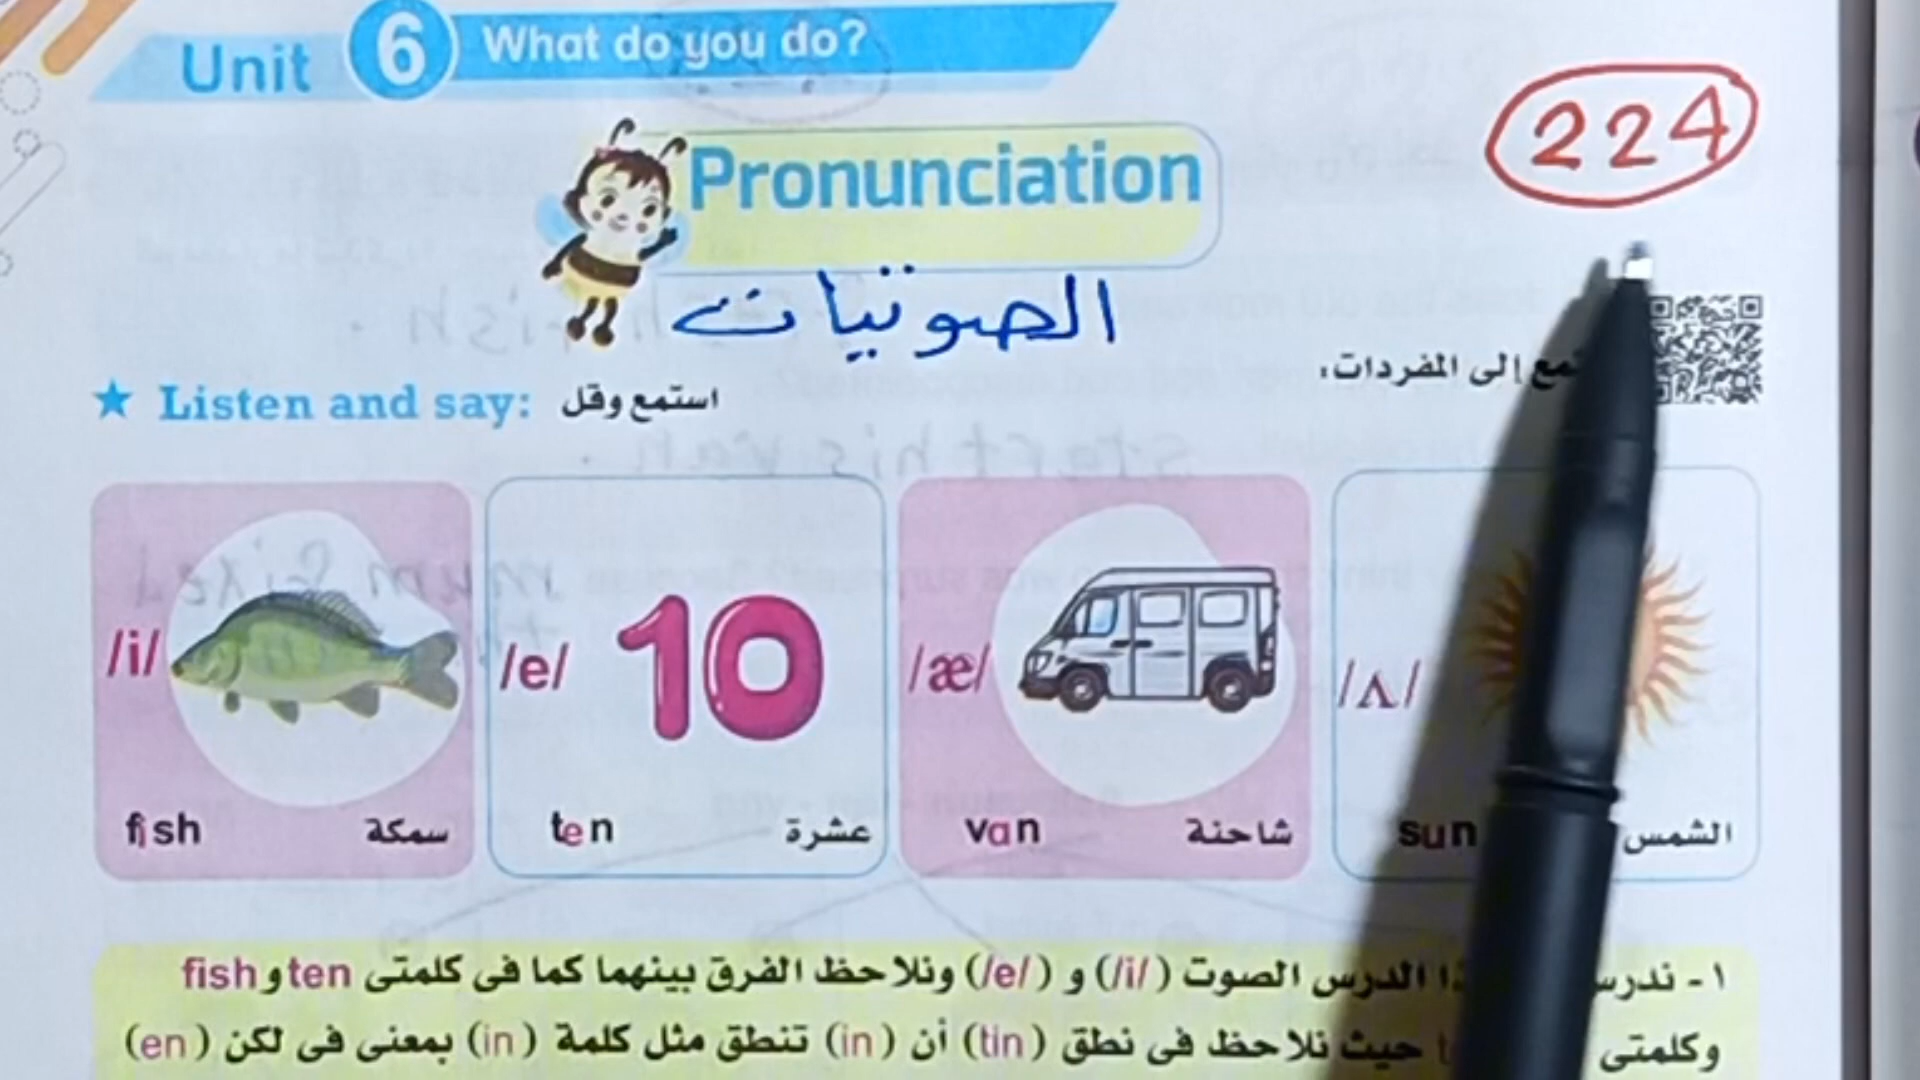 Unit 6 What do you do?
224
Pronunciation
الصوتيات
إلى المفردات:
★ Listen and say: استمع وقل
/i/ /e/ 10 /æ/ /ʌ/
fish سمكة ten عشرة van شاحنة sun الشمس
١ - الدرس الصوت (/i/) و (/e/) ونلاحظ الفرق بينهما كما فى كلمتى ten و fish
وكلمتى حيث نلاحظ فى نطق (tin) أن (in) تنطق مثل كلمة (in) بمعنى فى لكن (en)